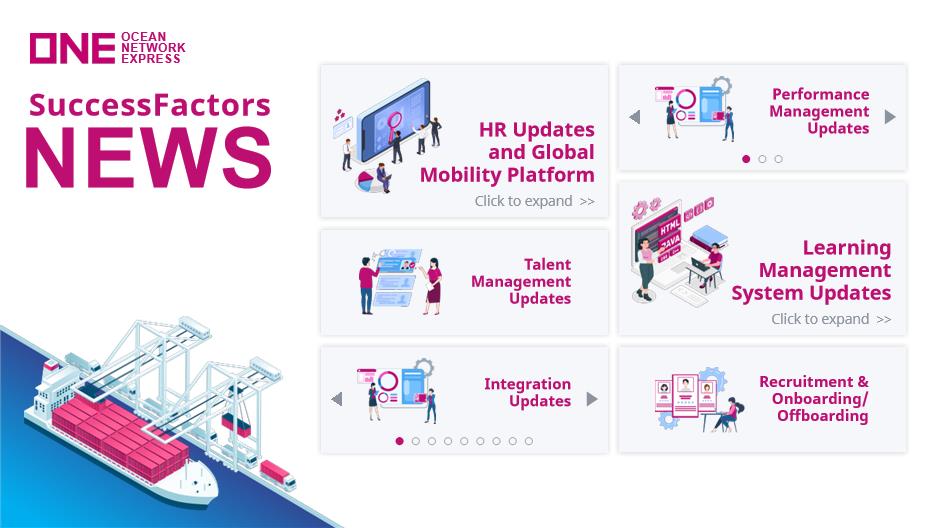 ONE
OCEAN
NETWORK
EXPRESS
SuccessFactors
NEWS
HR Updates
and Global
Mobility Platform
Click to expand >>
Talent
Management
Updates
Integration
Updates
Performance
Management
Updates
HTML
JAVA
Learning
Management
System Updates
Click to expand >>
Recruitment &
Onboarding/
Offboarding